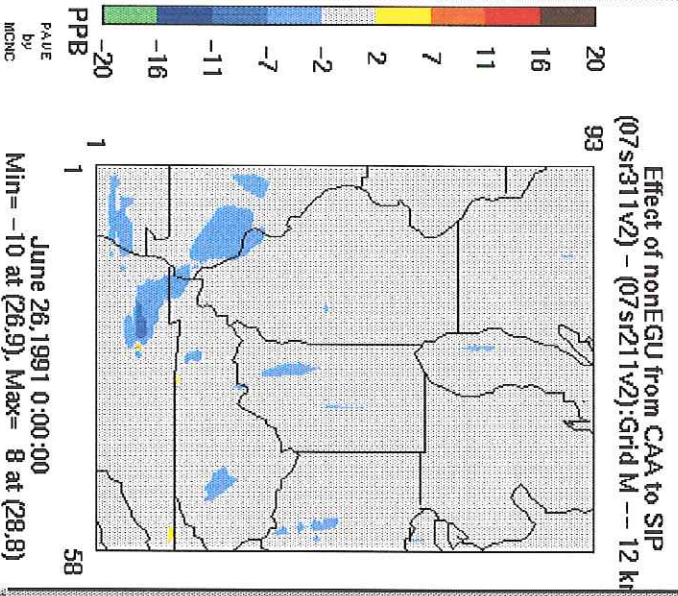 Effect of nonEGU from CAA to SIP
(07sr311v2) - (07sr211v2):Grid M -- 12 k
20
16
11
7
2
-2
-7
-11
-16
-20
PPB
PAVE
by
MCNC
93
1
1
58
June 26,1991 0:00:00
Min= -10 at (26,9), Max= 8 at (28,8)